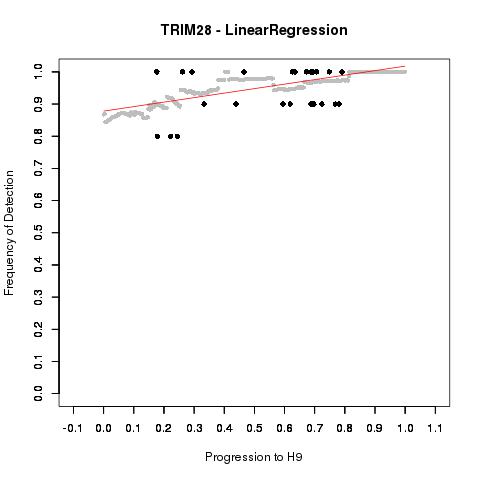 TRIM28 - LinearRegression
1.0
0.9
0.8
0.7
0.6
0.5
0.4
0.3
0.2
0.1
0.0
Frequency of Detection
-0.1 0.0 0.1 0.2 0.3 0.4 0.5 0.6 0.7 0.8 0.9 1.0 1.1
Progression to H9